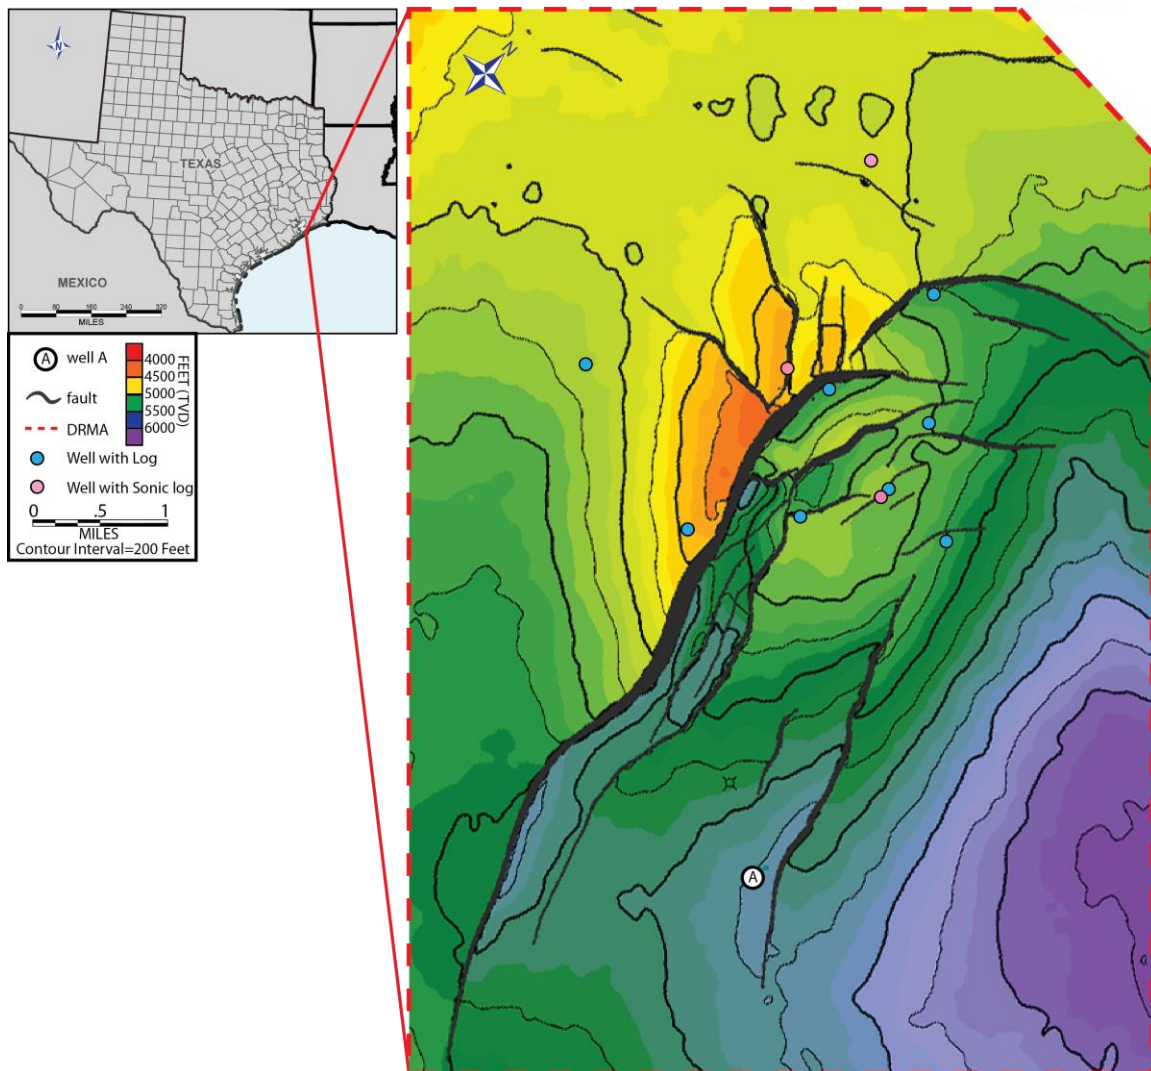 N
TEXAS
MEXICO
0 80 160 240 320
MILES
A well A
fault
DRMA
Well with Log
Well with Sonic log
4000
4500
5000
5500
6000
FEET (TVD)
0 .5 1
MILES
Contour Interval=200 Feet
N
A